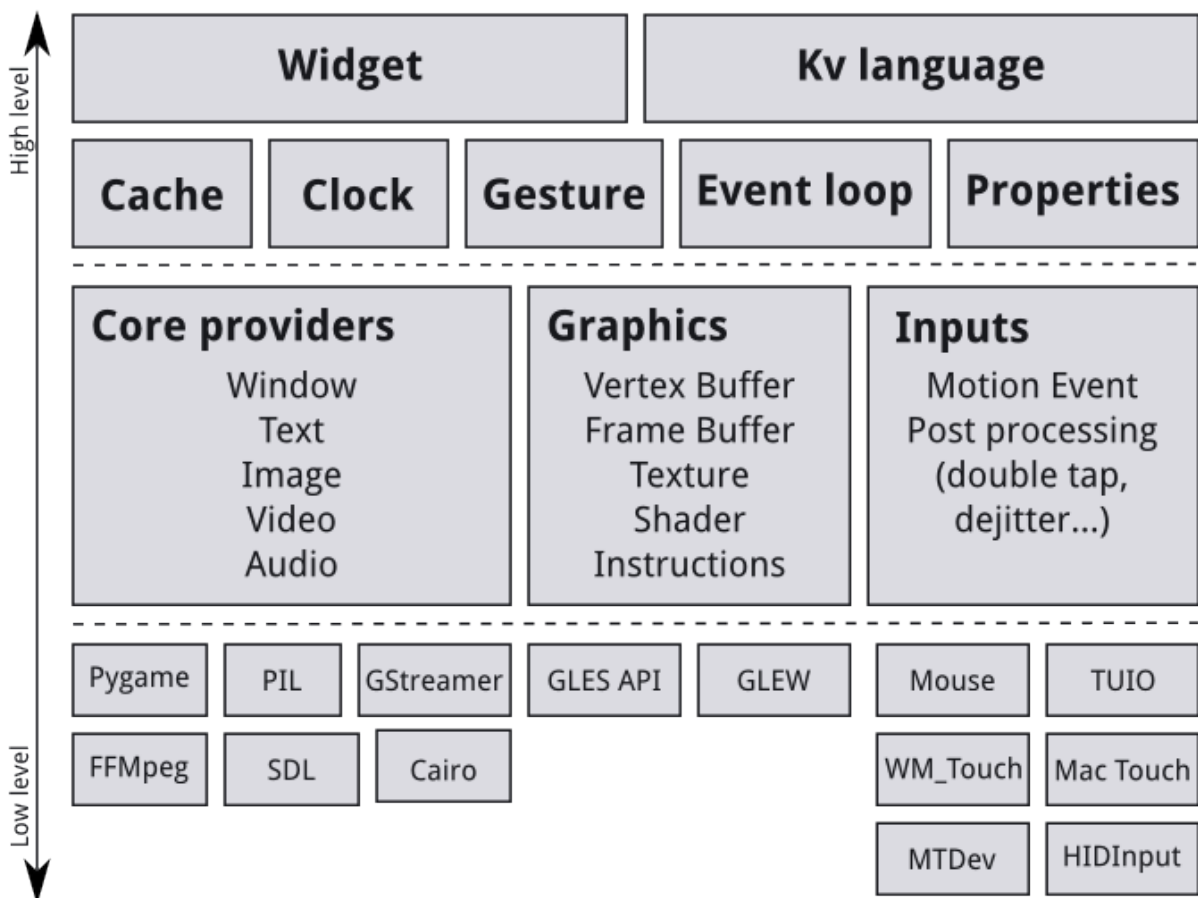 High level
Widget
Kv language
Cache
Clock
Gesture
Event loop
Properties
Core providers
Window
Text
Image
Video
Audio
Graphics
Vertex Buffer
Frame Buffer
Texture
Shader
Instructions
Inputs
Motion Event
Post processing
(double tap,
dejitter...)
Low level
Pygame
PIL
GStreamer
FFMpeg
SDL
Cairo
GLES API
GLEW
Mouse
TUIO
WM_Touch
Mac Touch
MTDev
HIDInput